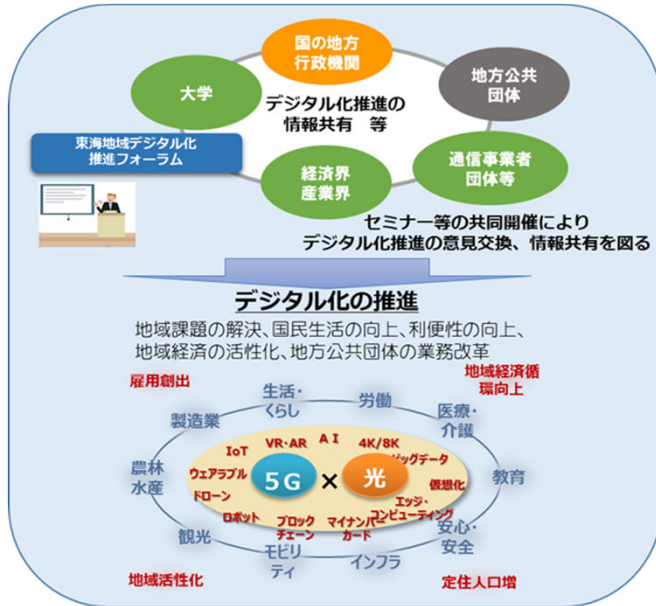 国の地方
行政機関
大学
地方公共
団体
デジタル化推進の
情報共有　等
東海地域デジタル化
推進フォーラム
経済界
産業界
通信事業者
団体等
セミナー等の共同開催により
デジタル化推進の意見交換、情報共有を図る
デジタル化の推進
地域課題の解決、国民生活の向上、利便性の向上、
地域経済の活性化、地方公共団体の業務改革
雇用創出
地域経済循
環向上
生活・
くらし
労働
製造業
医療・
介護
IoT
VR・AR
AI
4K/8K
ビッグデータ
農林
水産
ウェアラブル
5G
×
光
仮想化
教育
ドローン
エッジ・
コンピューティング
ロボット
ブロック
チェーン
マイナンバー
カード
観光
モビリ
ティ
インフラ
安心・
安全
地域活性化
定住人口増